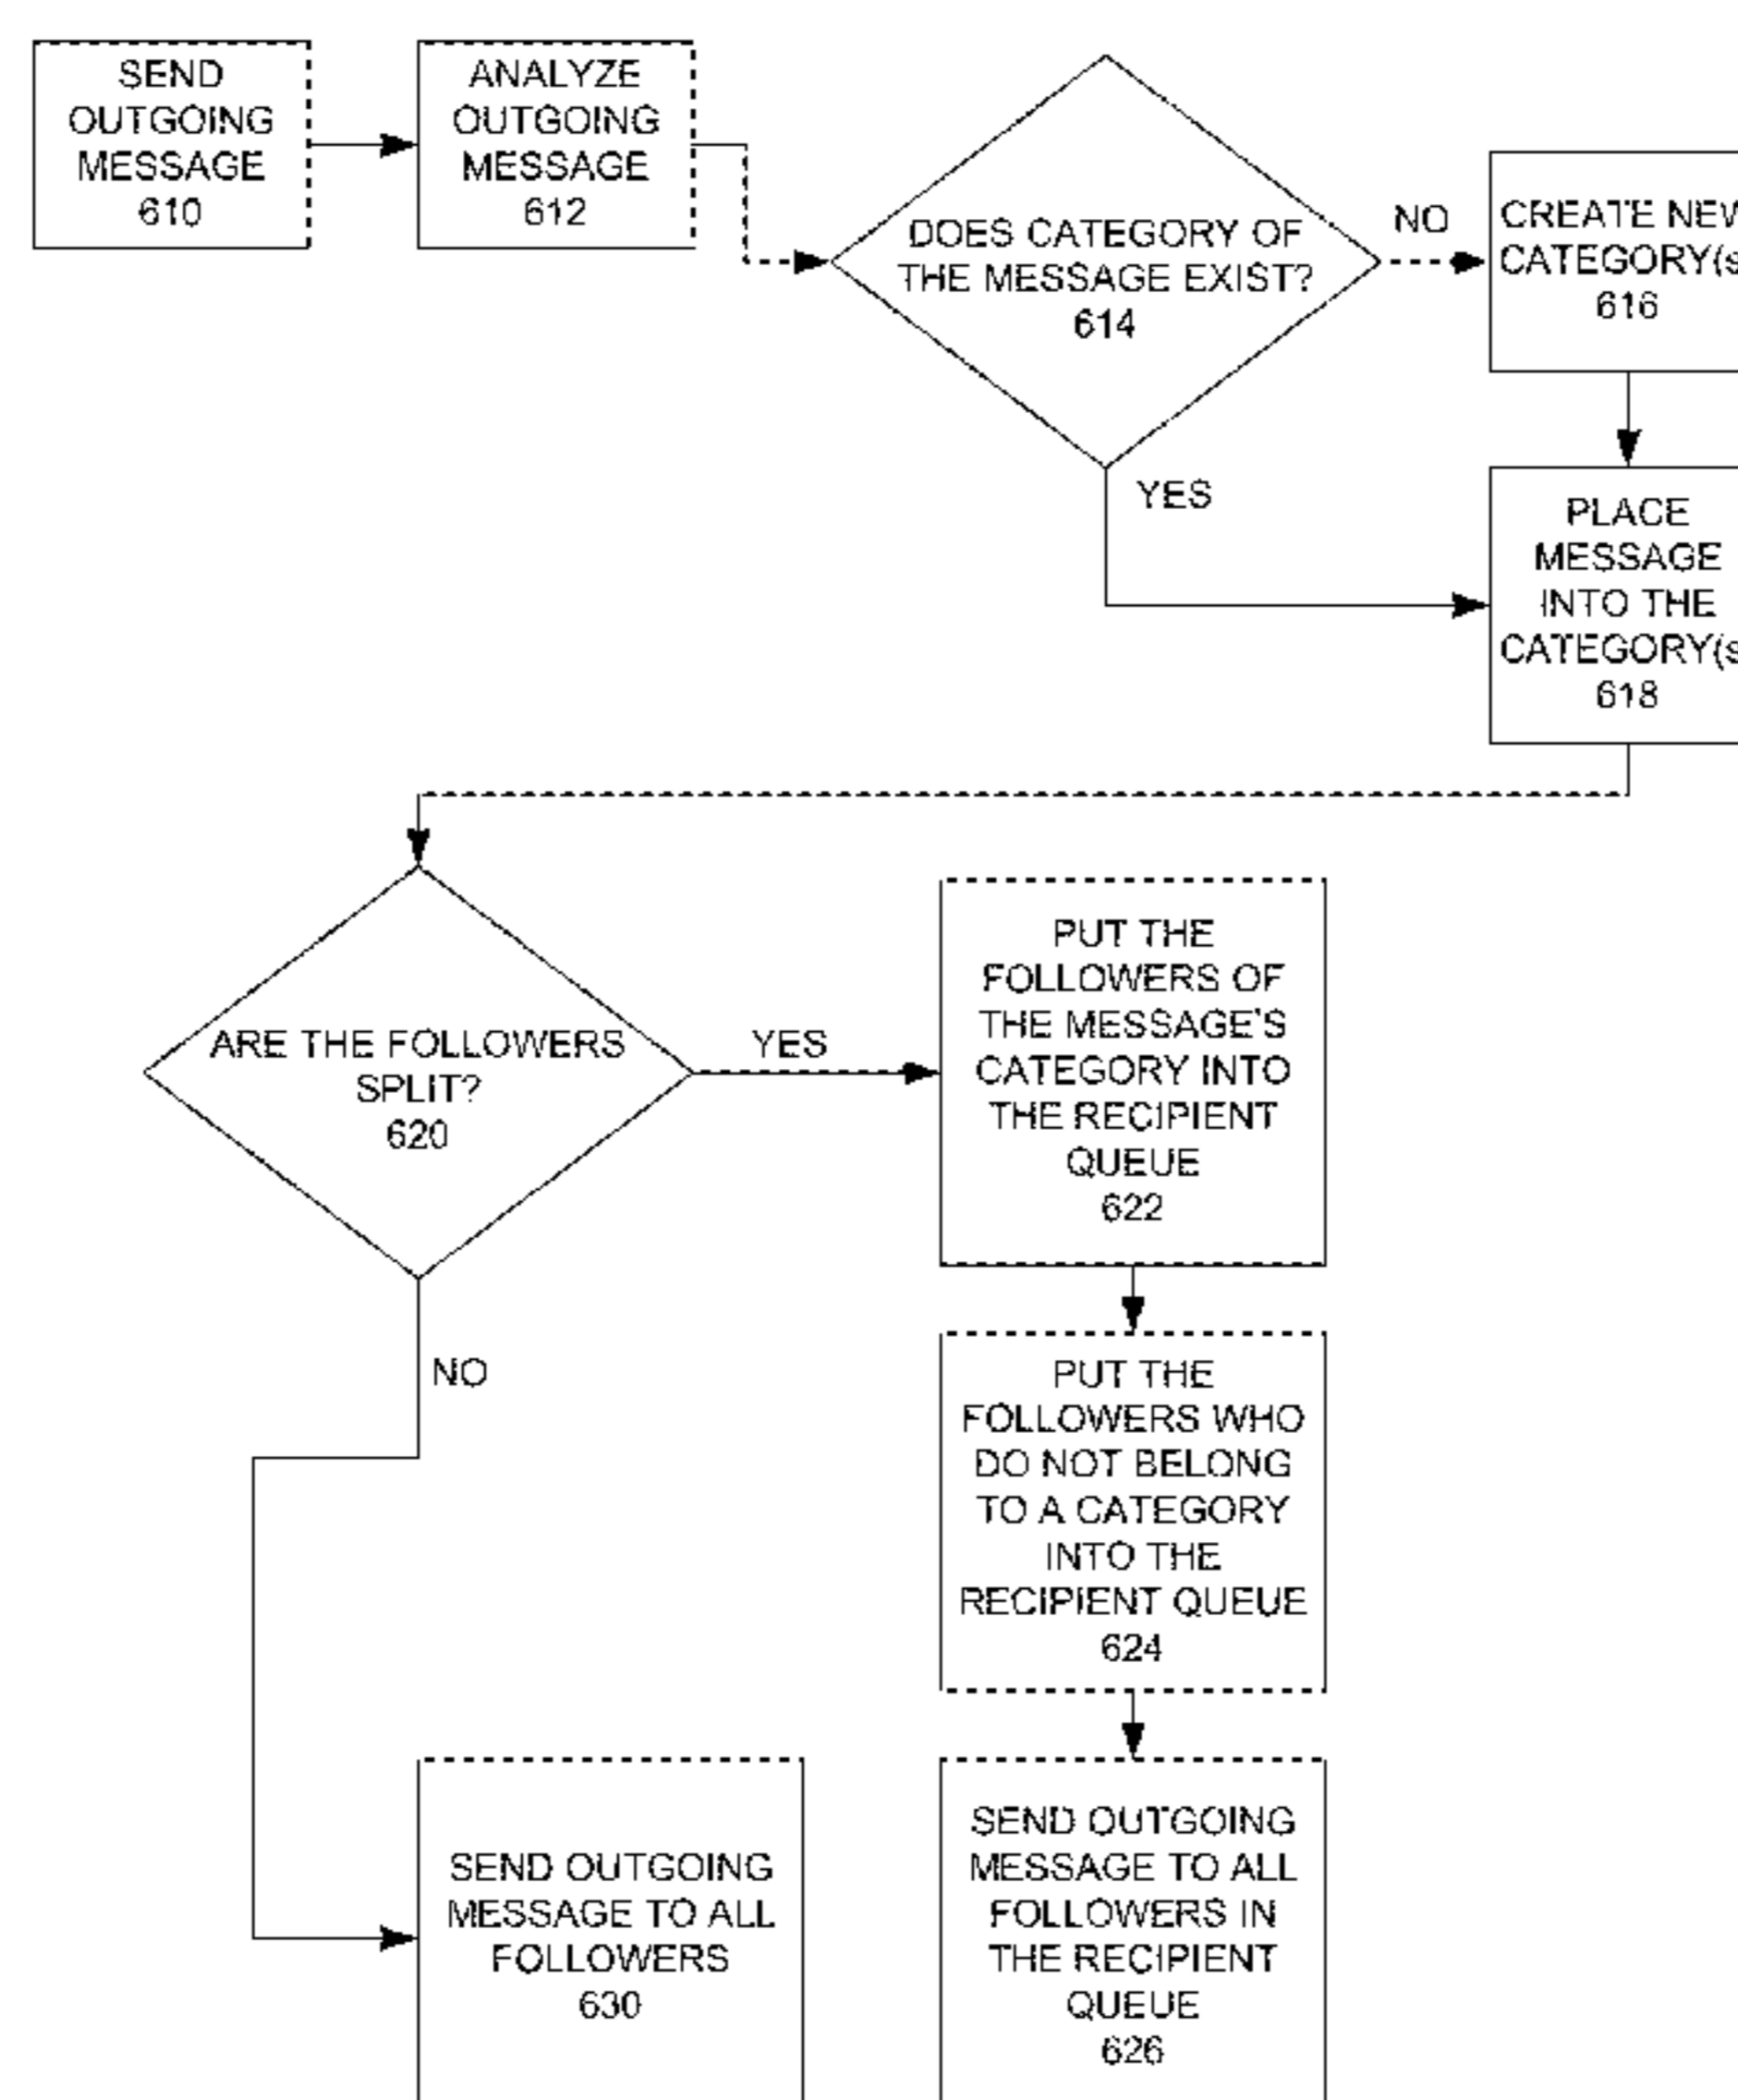 SEND
OUTGOING
MESSAGE
610
ANALYZE
OUTGOING
MESSAGE
612
DOES CATEGORY OF
THE MESSAGE EXIST?
614
NO
CREATE NEW
CATEGORY(s
616
YES
PLACE
MESSAGE
INTO THE
CATEGORY(s
618
ARE THE FOLLOWERS
SPLIT?
620
YES
PUT THE
FOLLOWERS OF
THE MESSAGE'S
CATEGORY INTO
THE RECIPIENT
QUEUE
622
NO
PUT THE
FOLLOWERS WHO
DO NOT BELONG
TO A CATEGORY
INTO THE
RECIPIENT QUEUE
624
SEND OUTGOING
MESSAGE TO ALL
FOLLOWERS
630
SEND OUTGOING
MESSAGE TO ALL
FOLLOWERS IN
THE RECIPIENT
QUEUE
626